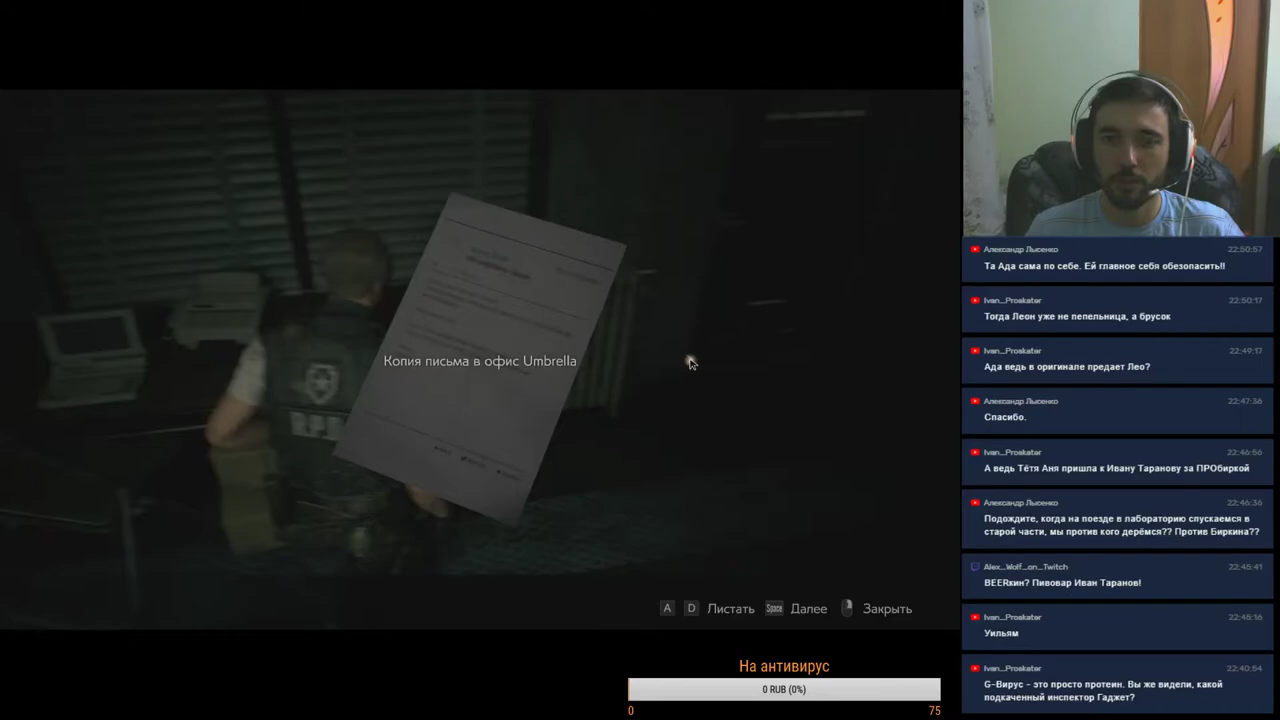 Копия письма в офис Umbrella
A D Листать Space Далее Закрыть
На антивирус
0 RUB (0%)
0 75
Александр Лысенко 22:50:57
Та Ада сама по себе. Ей главное себя обезопасить!!
Ivan_Proskater 22:50:17
Тогда Леон уже не пепельница, а брусок
Ivan_Proskater 22:49:17
Ада ведь в оригинале предает Лео?
Александр Лысенко 22:47:36
Спасибо.
Ivan_Proskater 22:46:56
А ведь Тётя Аня пришла к Ивану Таранову за ПРОбиркой
Александр Лысенко 22:46:36
Подождите, когда на поезде в лабораторию спускаемся в
старой части, мы против кого дерёмся?? Против Биркина??
Alex_Wolf_on_Twitch 22:45:41
BEERкин? Пивовар Иван Таранов!
Ivan_Proskater 22:45:16
Уильям
Ivan_Proskater 22:40:54
G-Вирус - это просто протеин. Вы же видели, какой
подкаченный инспектор Гаджет?